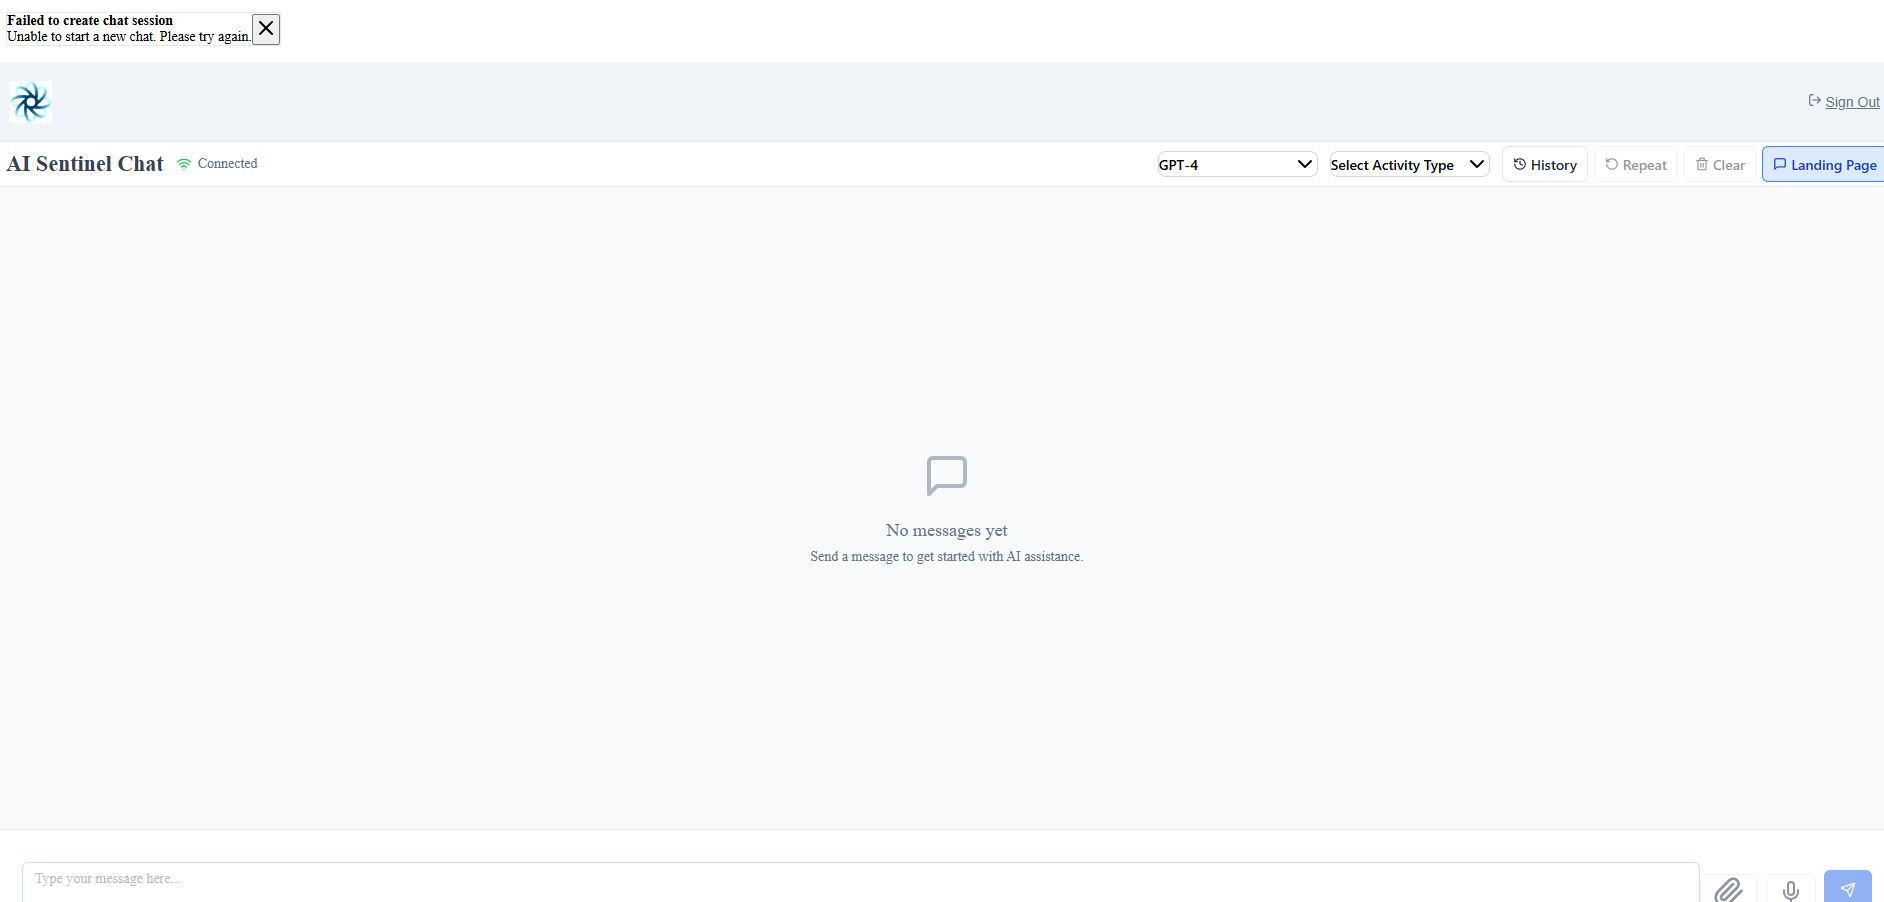 Failed to create chat session
Unable to start a new chat. Please try again.
Sign Out
AI Sentinel Chat Connected GPT-4 Select Activity Type History Repeat Clear Landing Page
No messages yet
Send a message to get started with AI assistance.
Type your message here...